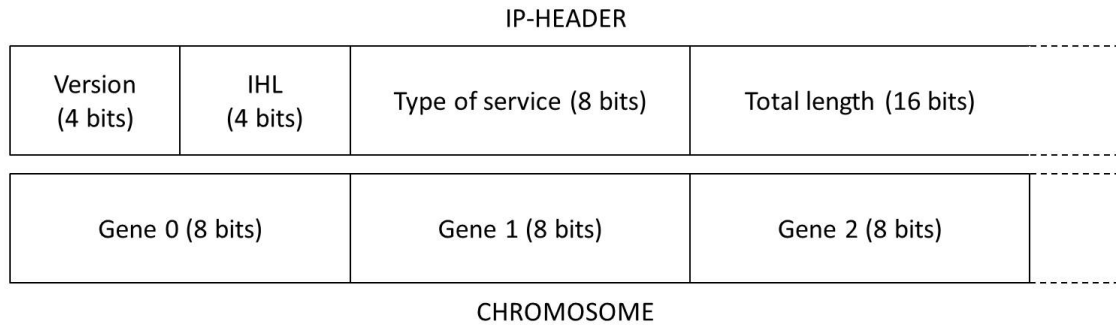 IP-HEADER
Version
(4 bits)
IHL
(4 bits)
Type of service (8 bits)
Total length (16 bits)
Gene 0 (8 bits)
Gene 1 (8 bits)
Gene 2 (8 bits)
CHROMOSOME